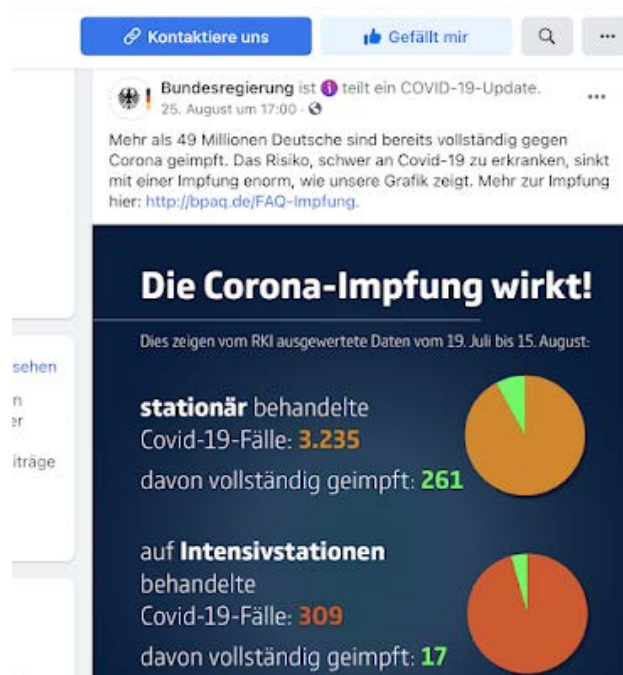 Kontaktiere uns
Gefällt mir
Bundesregierung ist teilt ein COVID-19-Update.
25. August um 17:00 ·
Mehr als 49 Millionen Deutsche sind bereits vollständig gegen
Corona geimpft. Das Risiko, schwer an Covid-19 zu erkranken, sinkt
mit einer Impfung enorm, wie unsere Grafik zeigt. Mehr zur Impfung
hier: http://bpaq.de/FAQ-Impfung.
Die Corona-Impfung wirkt!
Dies zeigen vom RKI ausgewertete Daten vom 19. Juli bis 15. August:
sehen
n
er
iträge
stationär behandelte
Covid-19-Fälle: 3.235
davon vollständig geimpft: 261
auf Intensivstationen
behandelte
Covid-19-Fälle: 309
davon vollständig geimpft: 17